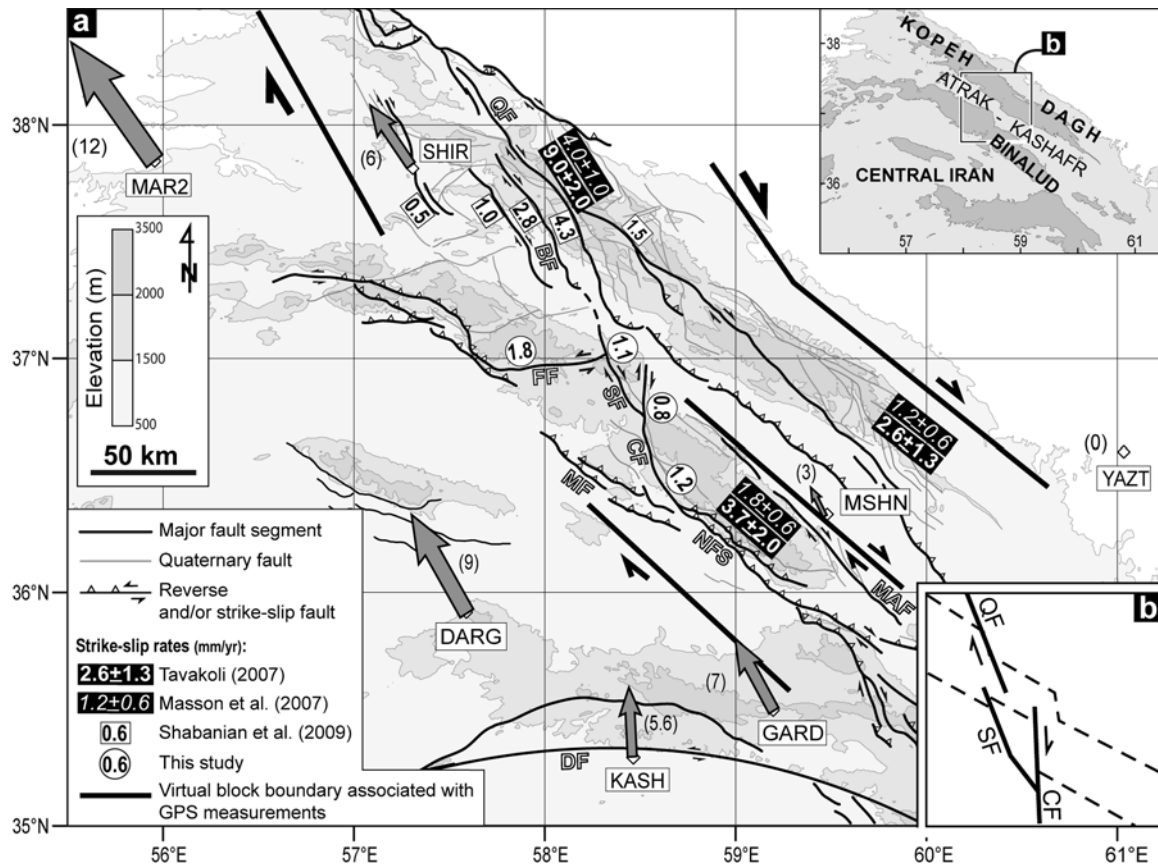 a
38°N
37°N
36°N
35°N
56°E
57°E
58°E
59°E
60°E
61°E
(12)
MAR2
(6)
SHIR
QF
4.0±1.0
9.0±2.0
0.5
1.0
2.8
BF
4.3
1.5
1.8
FF
1.1
SF
0.8
CF
1.2
MF
NFS
1.8±0.6
3.7±2.0
(3)
MSHN
MAF
1.2±0.6
2.6±1.3
(0)
YAZT
(9)
DARG
(7)
GARD
(5.6)
KASH
DF
Elevation (m)
3500
2000
1500
500
N
50 km
Major fault segment
Quaternary fault
Reverse
and/or strike-slip fault
Strike-slip rates (mm/yr):
2.6±1.3 Tavakoli (2007)
1.2±0.6 Masson et al. (2007)
0.6 Shabanian et al. (2009)
0.6 This study
Virtual block boundary associated with
GPS measurements
38
36
57
59
61
KOPEH
DAGH
b
ATRAK - KASHAFR
BINALUD
CENTRAL IRAN
b
QF
SF
CF